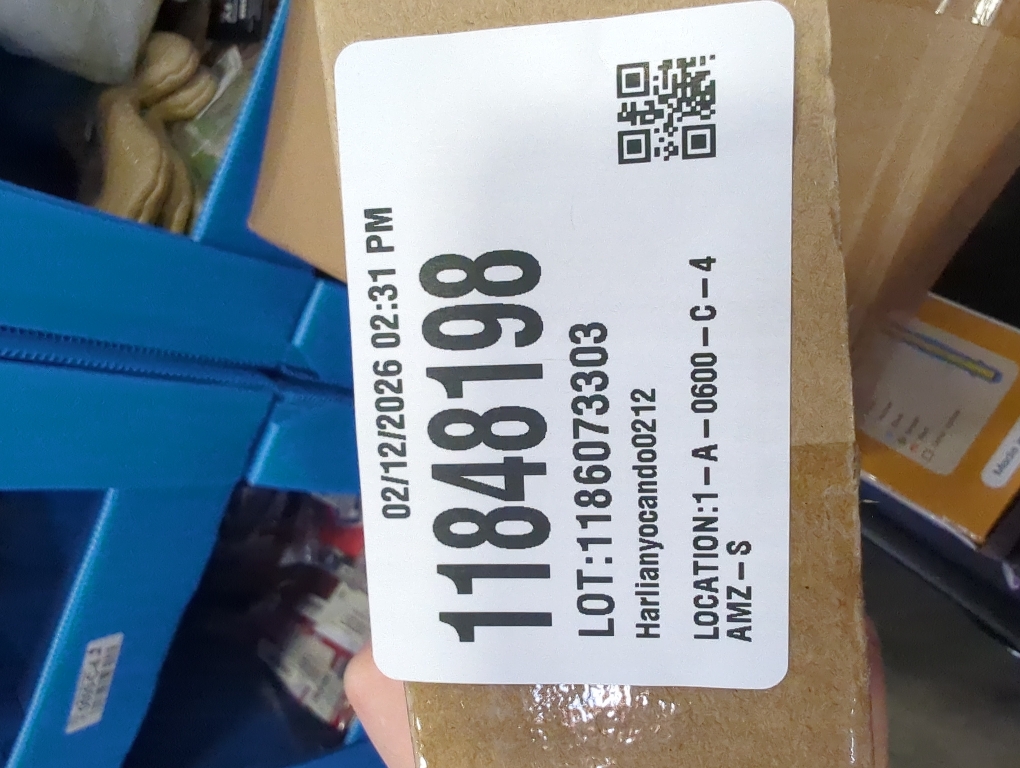 02/12/2026 02:31 PM
11848198
LOT:1186073303
Harlianyocando0212
LOCATION:1-A-0600-C-4
AMZ-S